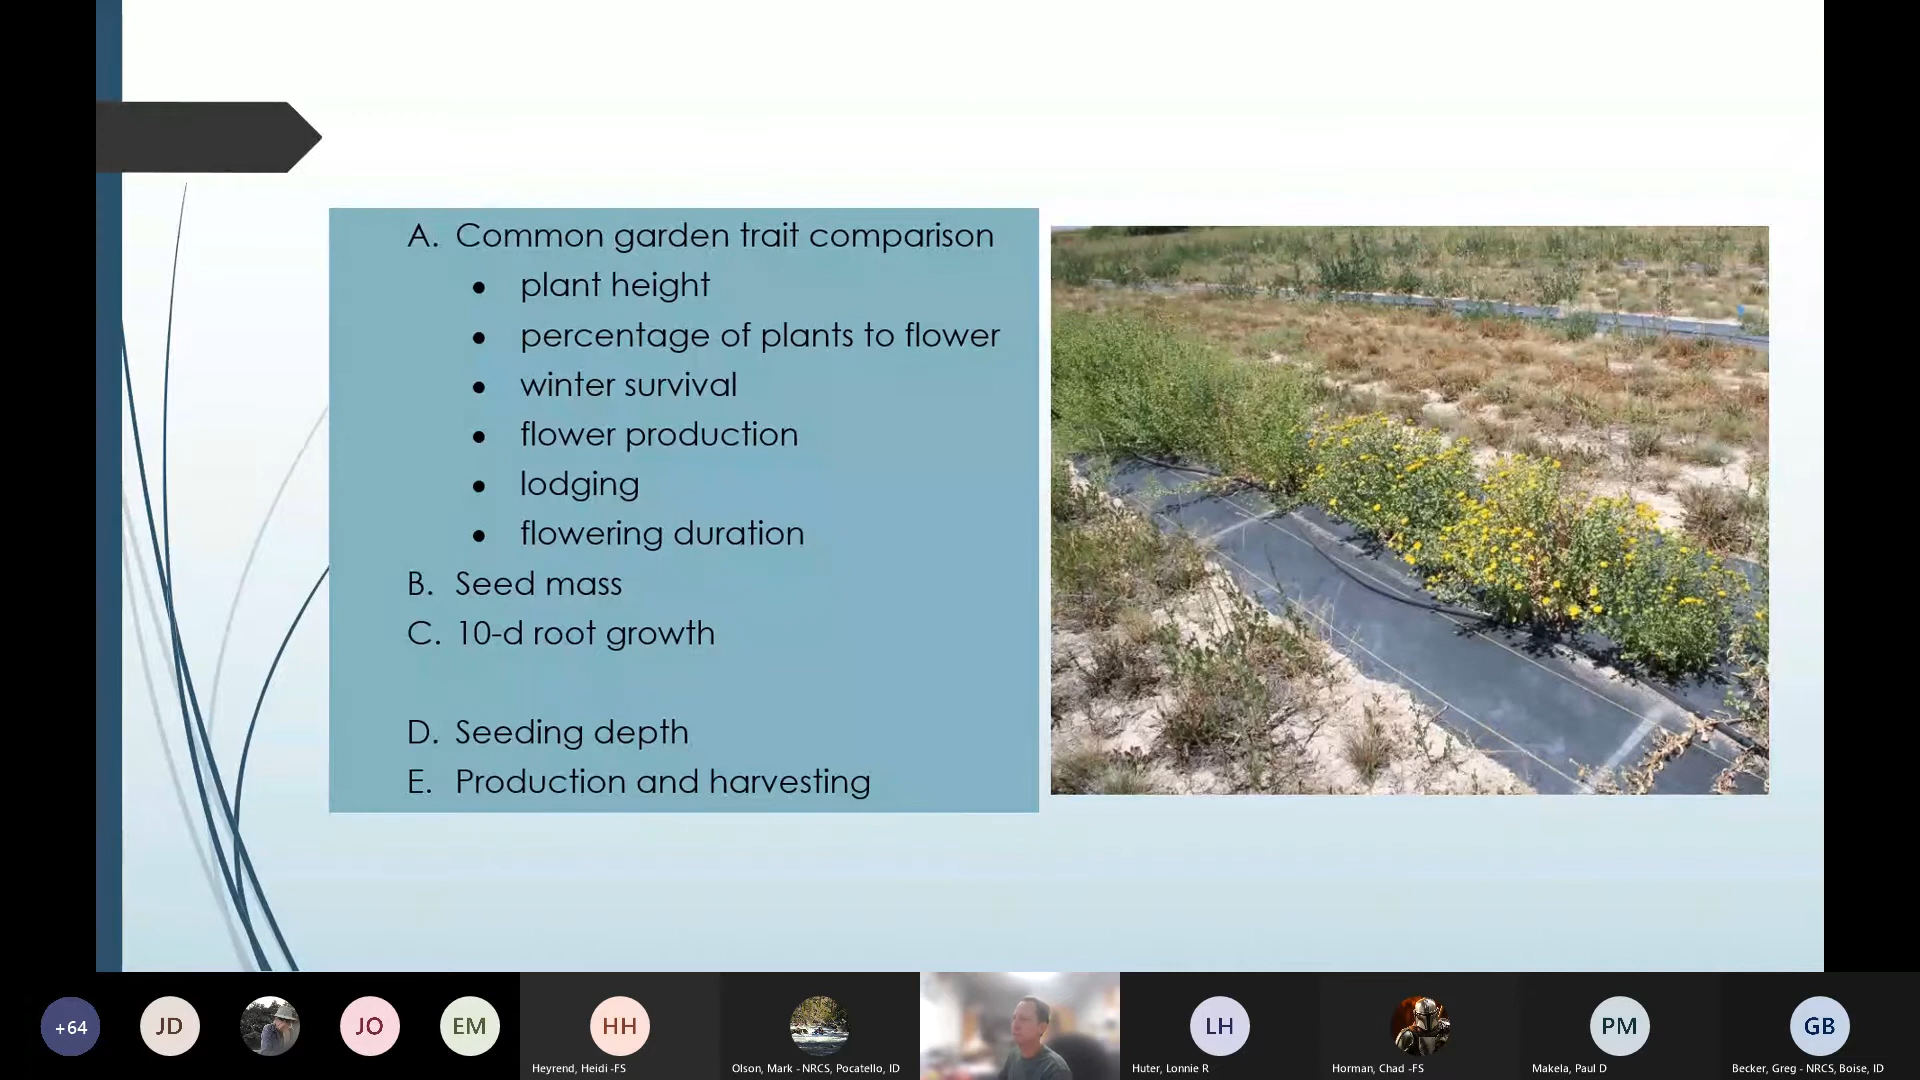 A. Common garden trait comparison
• plant height
• percentage of plants to flower
• winter survival
• flower production
• lodging
• flowering duration
B. Seed mass
C. 10-d root growth
D. Seeding depth
E. Production and harvesting
+64
JD
JO
EM
HH
LH
PM
GB
Heyrend, Heidi -FS
Olson, Mark - NRCS, Pocatello, ID
Huter, Lonnie R
Horman, Chad -FS
Makela, Paul D
Becker, Greg - NRCS, Boise, ID